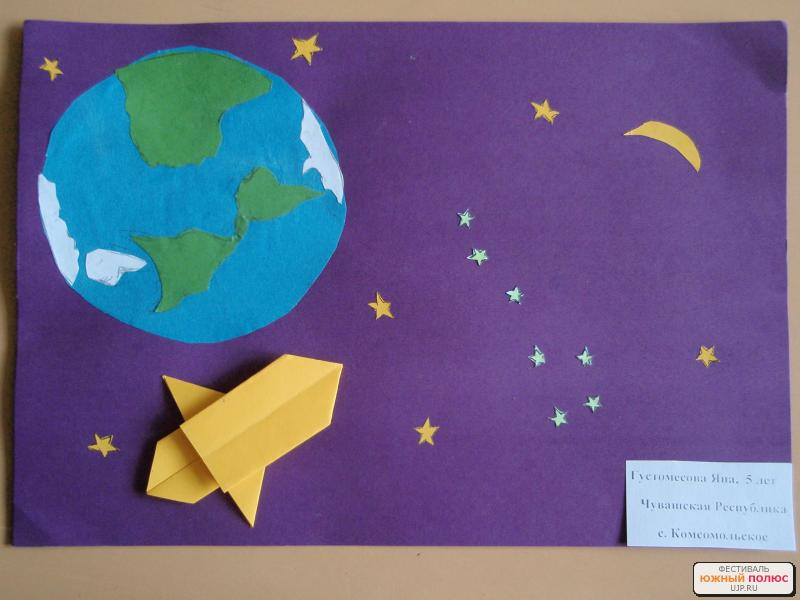 Густомесова Яна, 5 лет
Чувашская Республика
с. Комсомольское
ФЕСТИВАЛЬ
ЮЖНЫЙ ПОЛЮС
UJP.RU